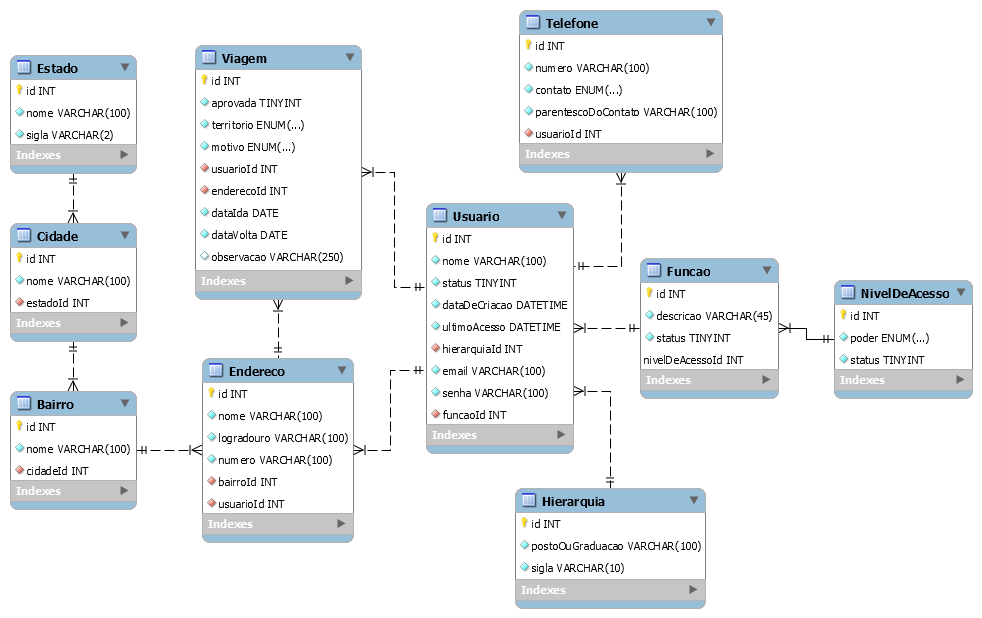 Estado
id INT
nome VARCHAR(100)
sigla VARCHAR(2)
Indexes
Cidade
id INT
nome VARCHAR(100)
estadoId INT
Indexes
Bairro
id INT
nome VARCHAR(100)
cidadeId INT
Indexes
Viagem
id INT
aprovada TINYINT
territorio ENUM(...)
motivo ENUM(...)
usuarioId INT
enderecoId INT
dataIda DATE
dataVolta DATE
observacao VARCHAR(250)
Indexes
Endereco
id INT
nome VARCHAR(100)
logradouro VARCHAR(100)
numero VARCHAR(100)
bairroId INT
usuarioId INT
Indexes
Telefone
id INT
numero VARCHAR(100)
contato ENUM(...)
parentescoDoContato VARCHAR(100)
usuarioId INT
Indexes
Usuario
id INT
nome VARCHAR(100)
status TINYINT
dataDeCriacao DATETIME
ultimoAcesso DATETIME
hierarquiaId INT
email VARCHAR(100)
senha VARCHAR(100)
funcaoId INT
Indexes
Funcao
id INT
descricao VARCHAR(45)
status TINYINT
nivelDeAcessoId INT
Indexes
NivelDeAcesso
id INT
poder ENUM(...)
status TINYINT
Indexes
Hierarquia
id INT
postoOuGraduacao VARCHAR(100)
sigla VARCHAR(10)
Indexes